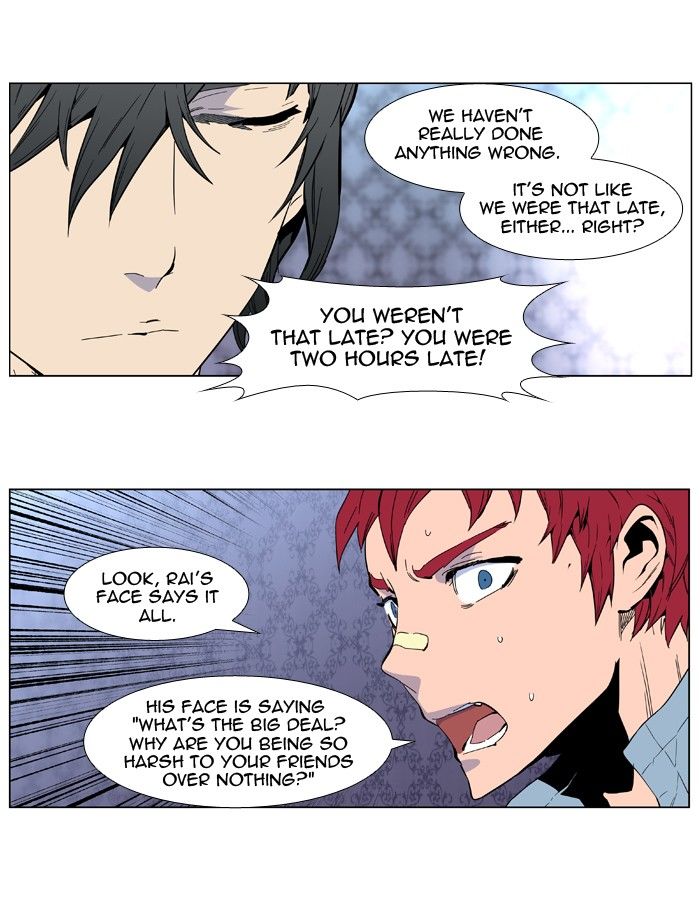 WE HAVEN'T
REALLY DONE
ANYTHING WRONG.
IT'S NOT LIKE
WE WERE THAT LATE,
EITHER... RIGHT?
YOU WEREN'T
THAT LATE? YOU WERE
TWO HOURS LATE!
LOOK, RAI'S
FACE SAYS IT
ALL.
HIS FACE IS SAYING
"WHAT'S THE BIG DEAL?
WHY ARE YOU BEING SO
HARSH TO YOUR FRIENDS
OVER NOTHING?"